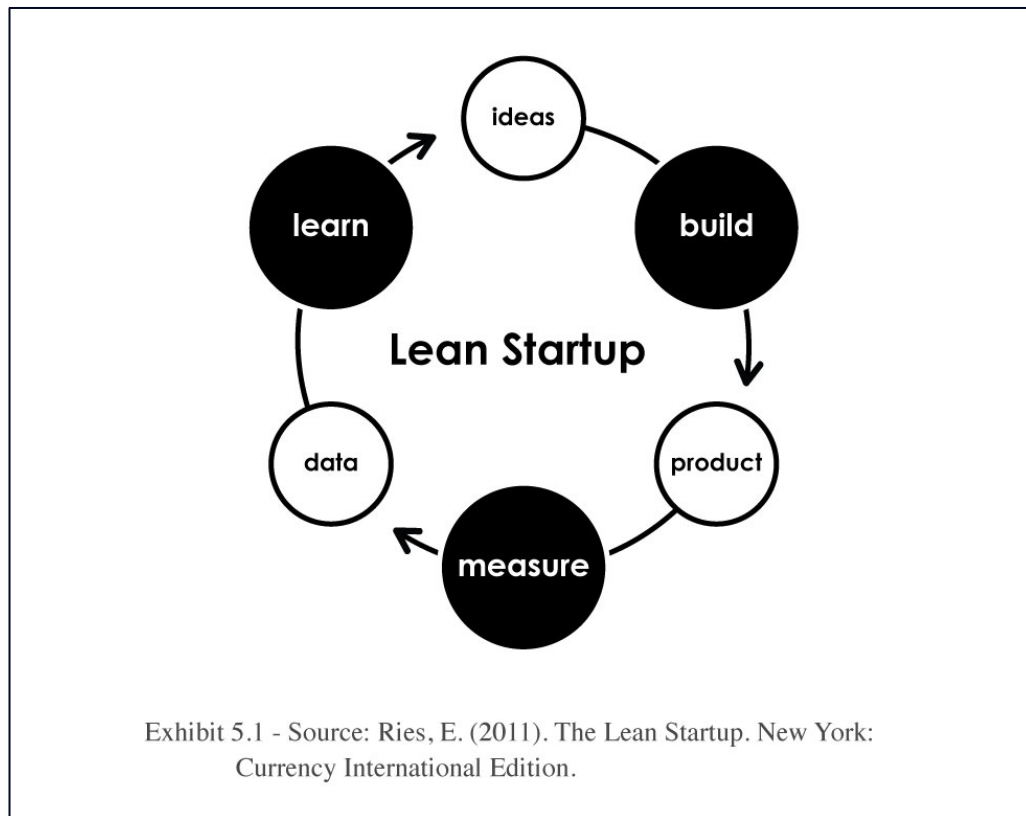 ideas
build
product
measure
data
learn
Lean Startup
Exhibit 5.1 - Source: Ries, E. (2011). The Lean Startup. New York:
Currency International Edition.